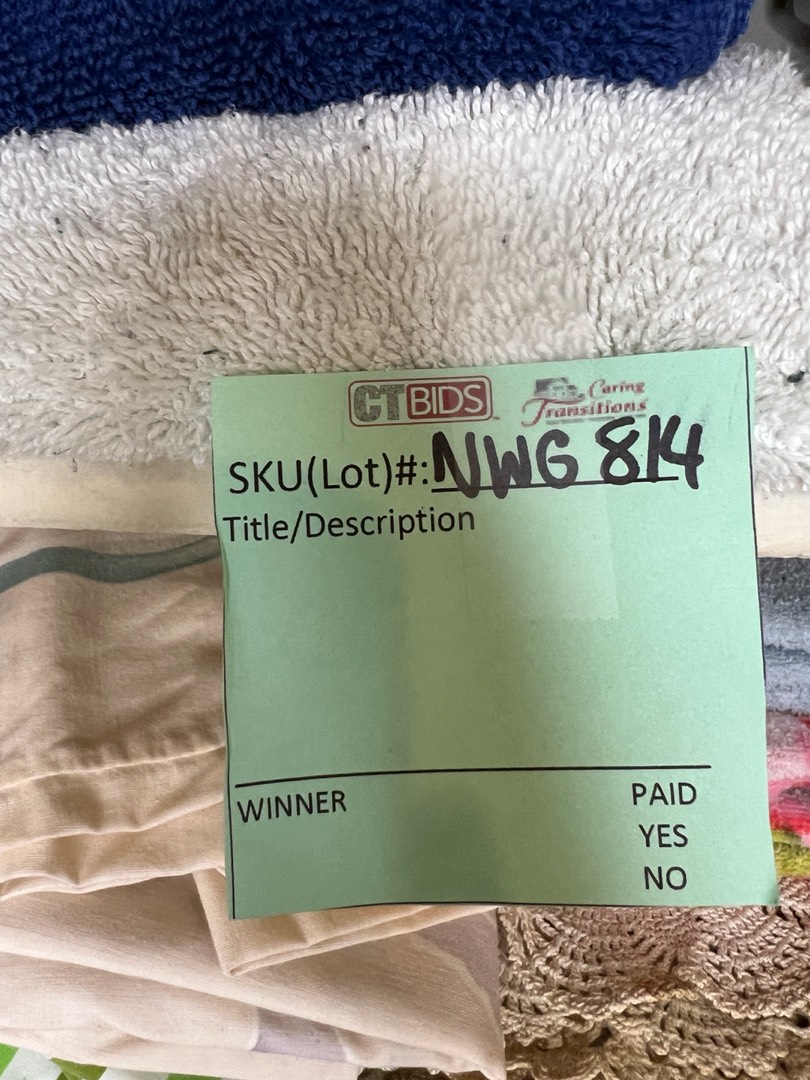 CTBIDS Caring Transitions
SKU(Lot)#: NWG 814
Title/Description
WINNER PAID
YES
NO